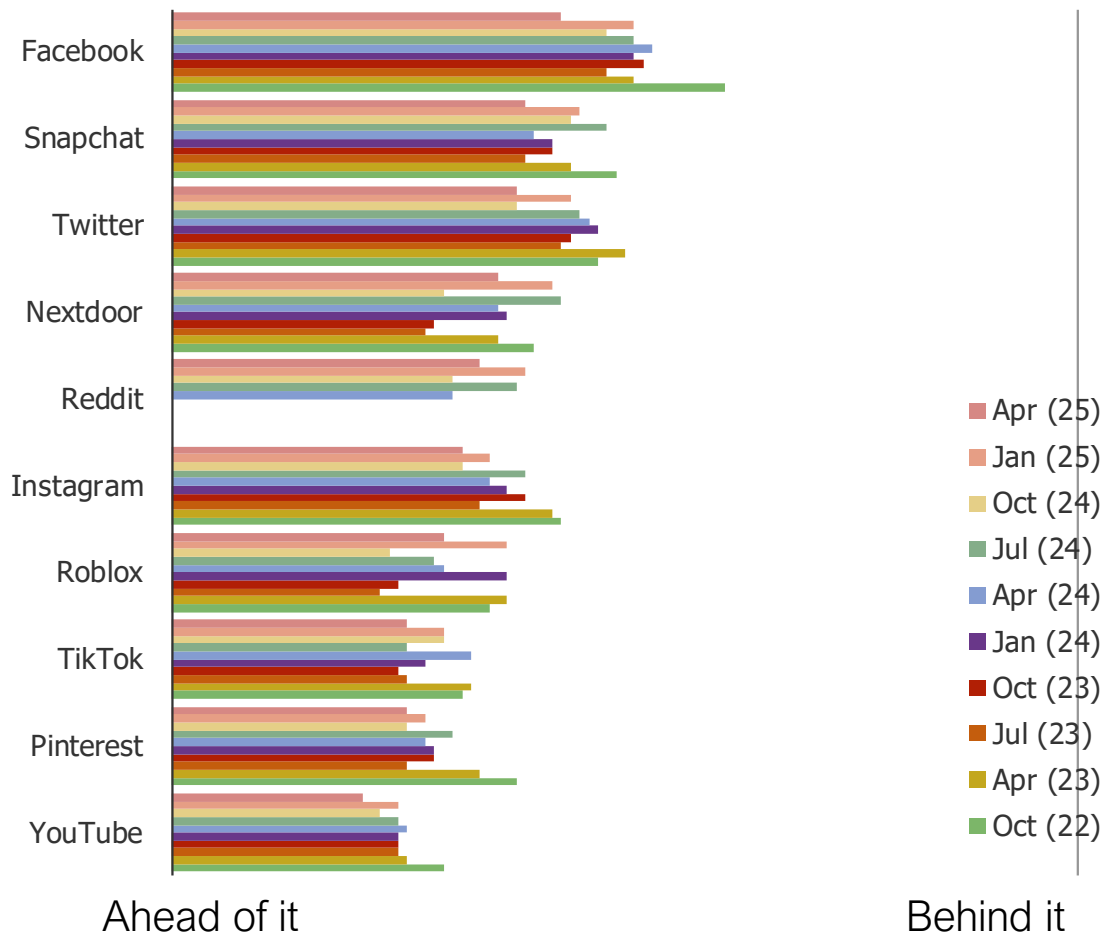 Facebook
Snapchat
Twitter
Nextdoor
Reddit
Instagram
Roblox
TikTok
Pinterest
YouTube
Apr (25)
Jan (25)
Oct (24)
Jul (24)
Apr (24)
Jan (24)
Oct (23)
Jul (23)
Apr (23)
Oct (22)
Ahead of it
Behind it